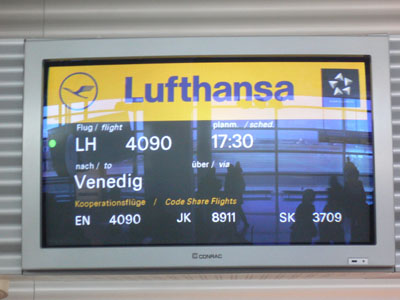 Lufthansa
Flug / flight planm. / sched.
LH 4090 17:30
nach / to über / via
Venedig
Kooperationsflüge / Code Share Flights
EN 4090 JK 8911 SK 3709
CONRAC